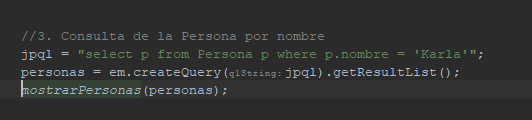 //3. Consulta de la Persona por nombre
jpql = "select p from Persona p where p.nombre = 'Karla'";
personas = em.createQuery(qlString: jpql).getResultList();
mostrarPersonas(personas);